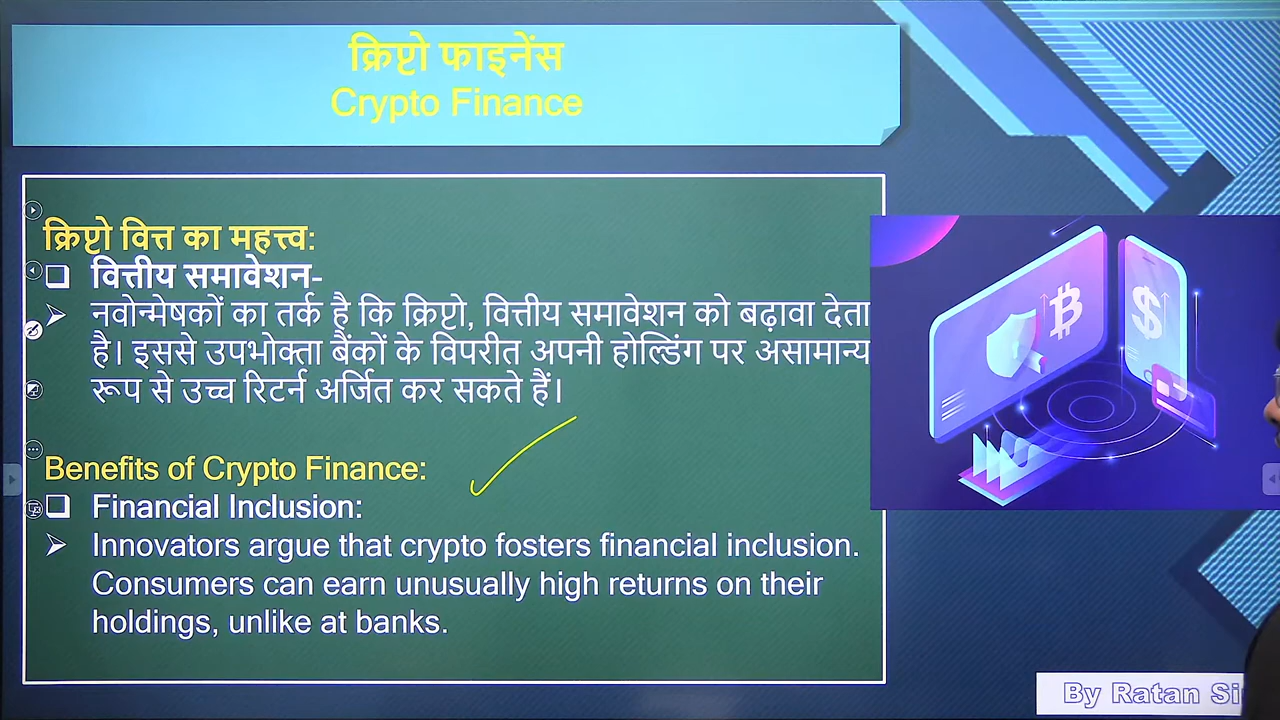 क्रिप्टो फाइनेंस
Crypto Finance
क्रिप्टो वित्त का महत्त्व:
वित्तीय समावेशन-
नवोन्मेषकों का तर्क है कि क्रिप्टो, वित्तीय समावेशन को बढ़ावा देता
है। इससे उपभोक्ता बैंकों के विपरीत अपनी होल्डिंग पर असामान्य
रूप से उच्च रिटर्न अर्जित कर सकते हैं।
Benefits of Crypto Finance:
Financial Inclusion:
Innovators argue that crypto fosters financial inclusion.
Consumers can earn unusually high returns on their
holdings, unlike at banks.
By Ratan